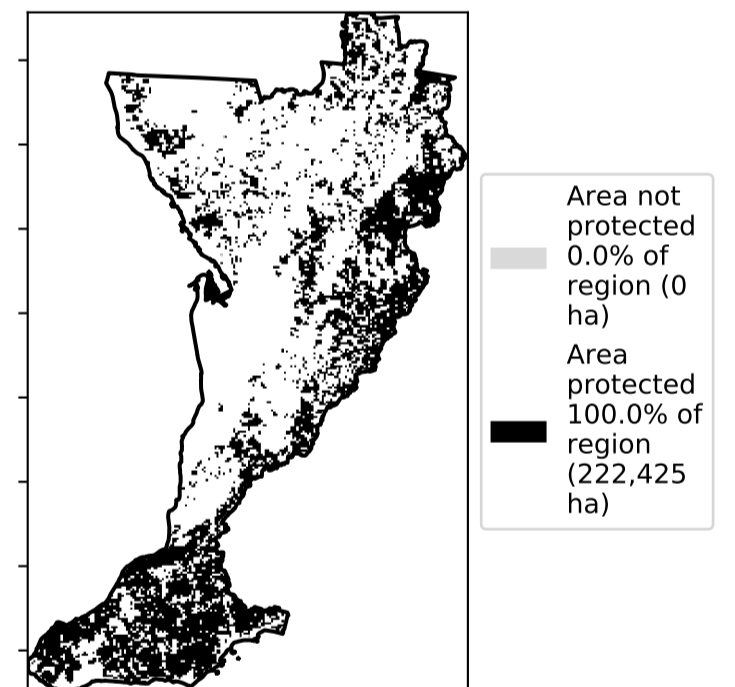 Area not
protected
0.0% of
region (0
ha)
Area
protected
100.0% of
region
(222,425
ha)